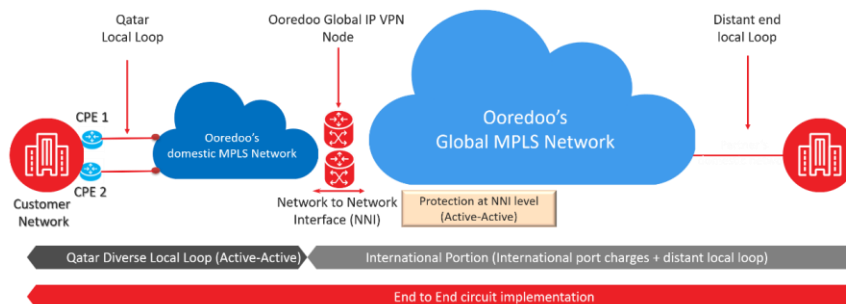 Qatar
Local Loop
Ooredoo Global IP VPN
Node
Distant end
local Loop
CPE 1
Ooredoo's
domestic MPLS Network
Ooredoo's
Global MPLS Network
CPE 2
Customer
Network
Network to Network
Interface (NNI)
Protection at NNI level
(Active-Active)
Qatar Diverse Local Loop (Active-Active)
International Portion (International port charges + distant local loop)
End to End circuit implementation